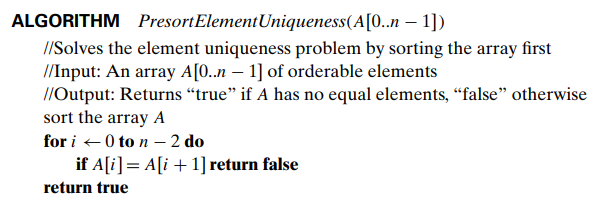 ALGORITHM PresortElementUniqueness(A[0..n − 1])
//Solves the element uniqueness problem by sorting the array first
//Input: An array A[0..n − 1] of orderable elements
//Output: Returns “true” if A has no equal elements, “false” otherwise
sort the array A
for i ← 0 to n − 2 do
if A[i] = A[i + 1] return false
return true